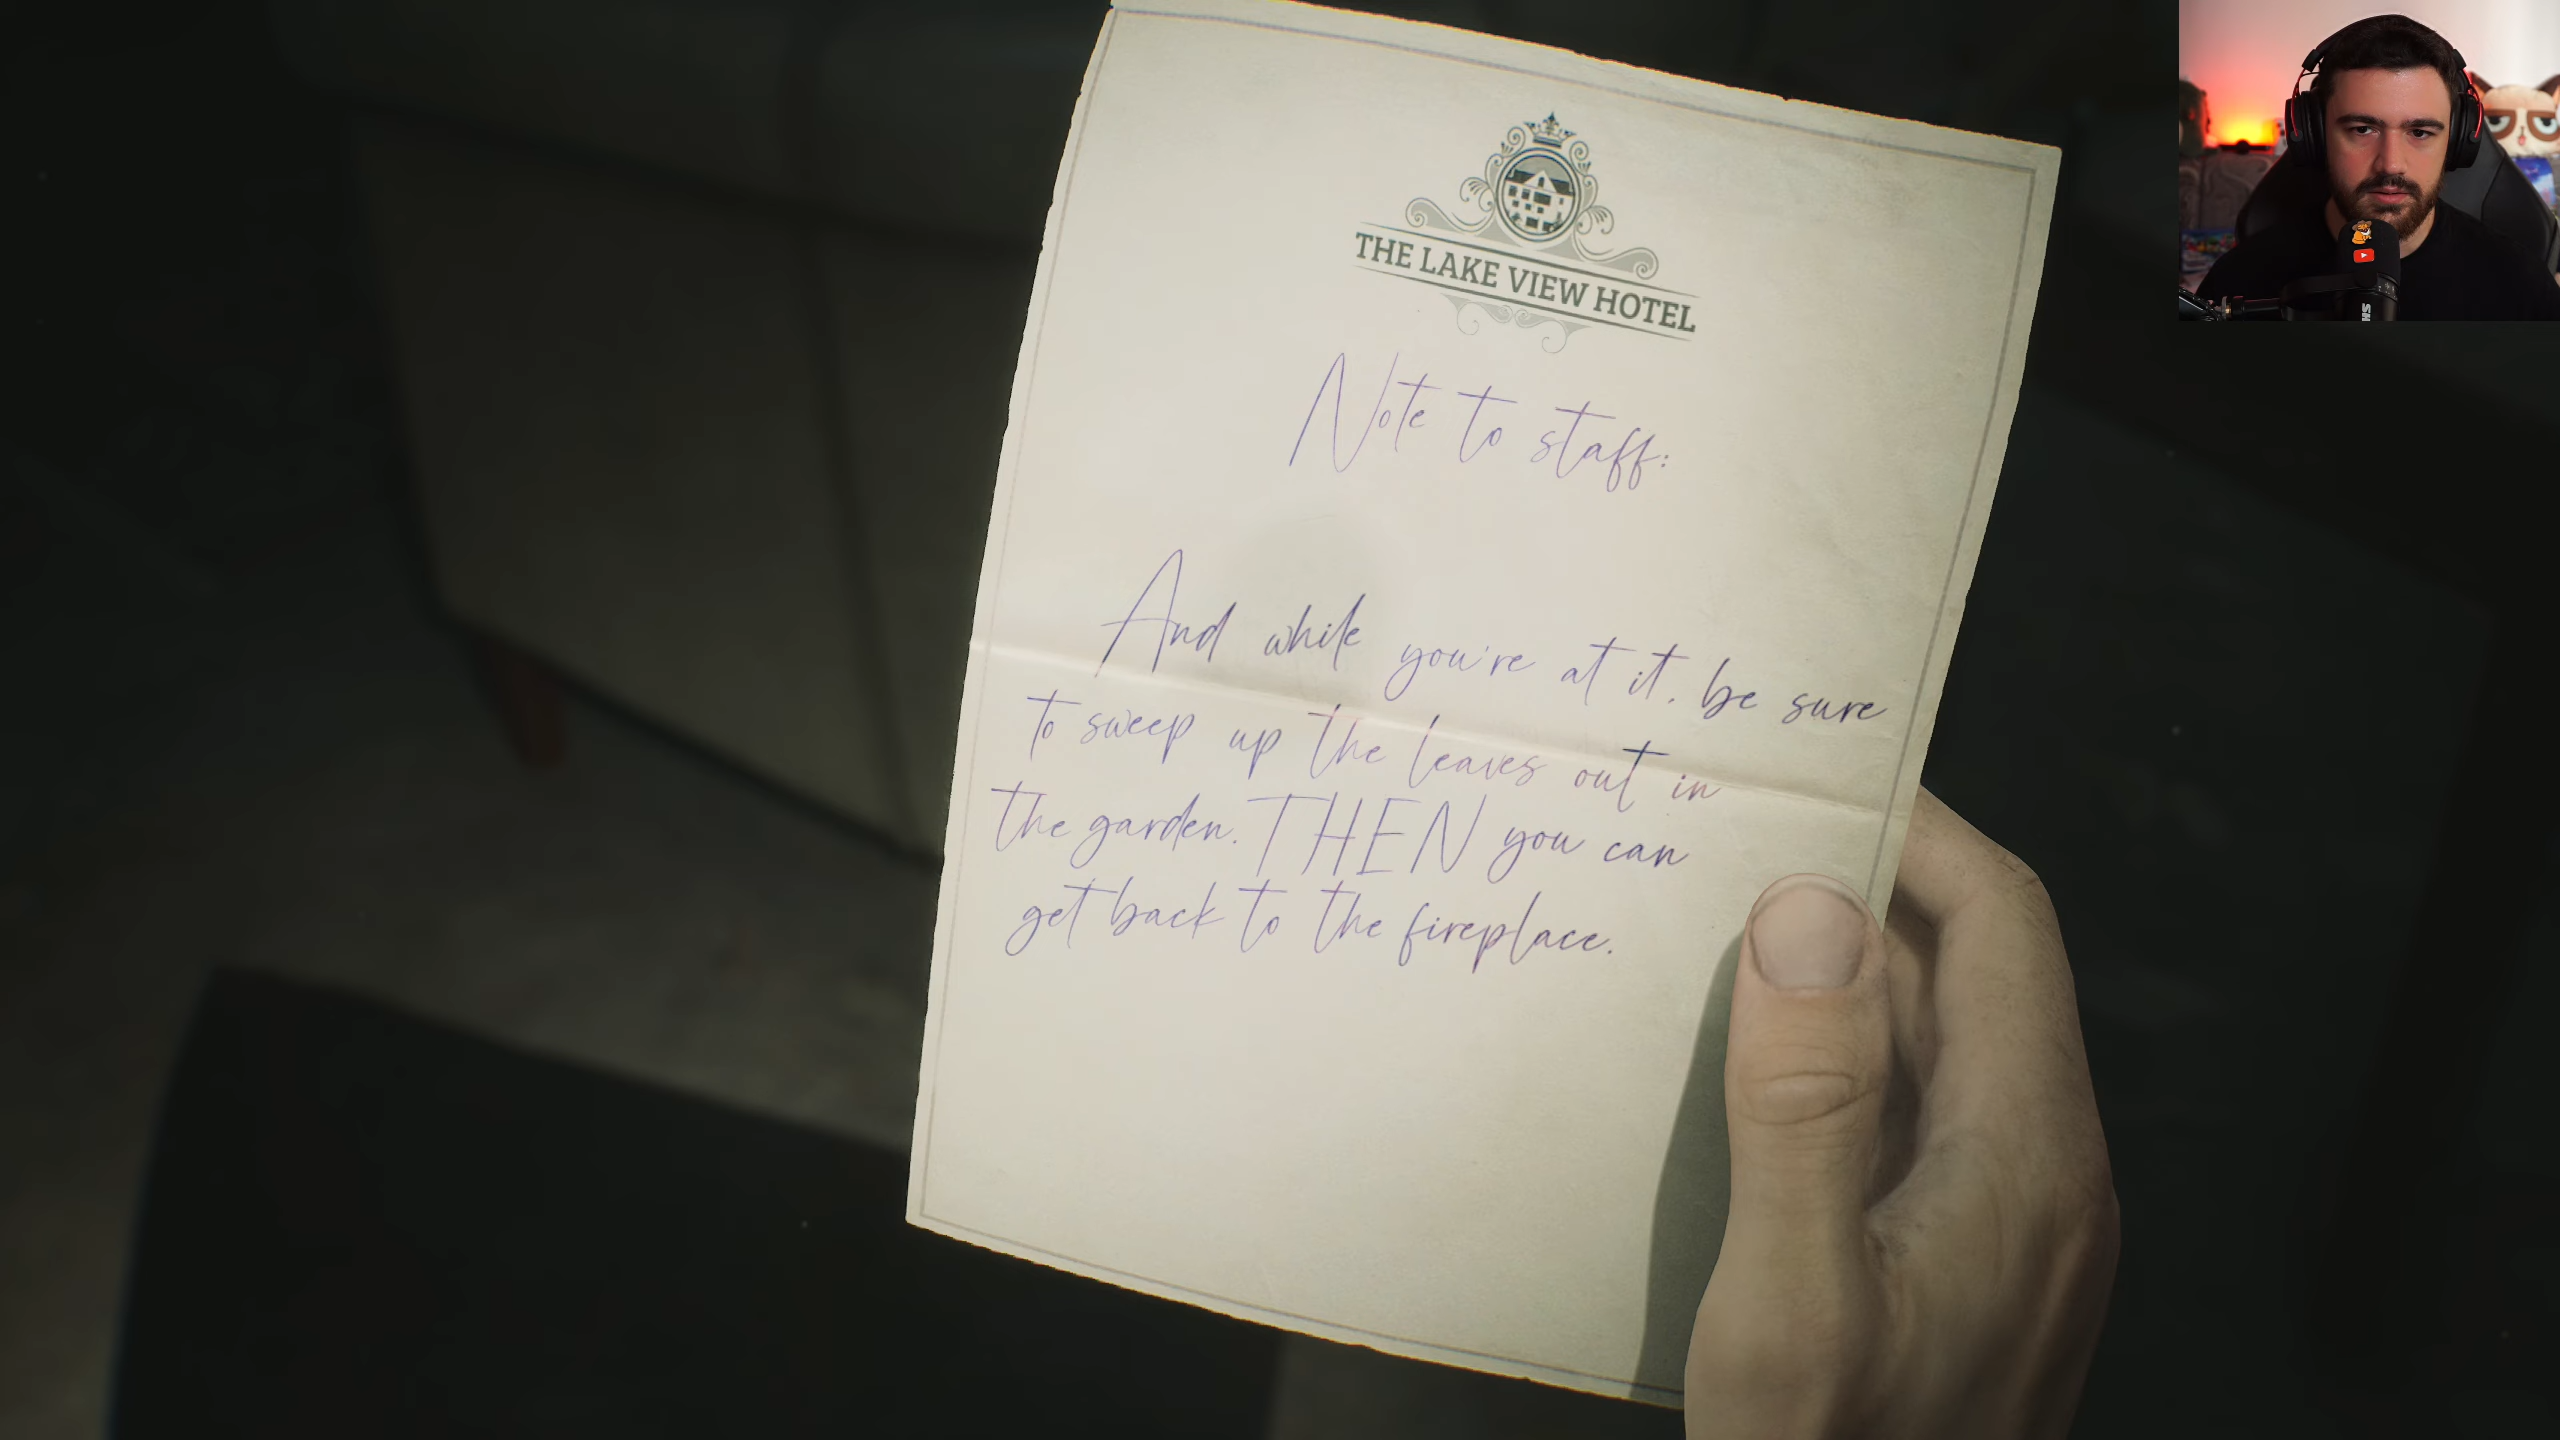 THE LAKE VIEW HOTEL
Note to staff:
And while you're at it, be sure
to sweep up the leaves out in
the garden. THEN you can
get back to the fireplace.
SH